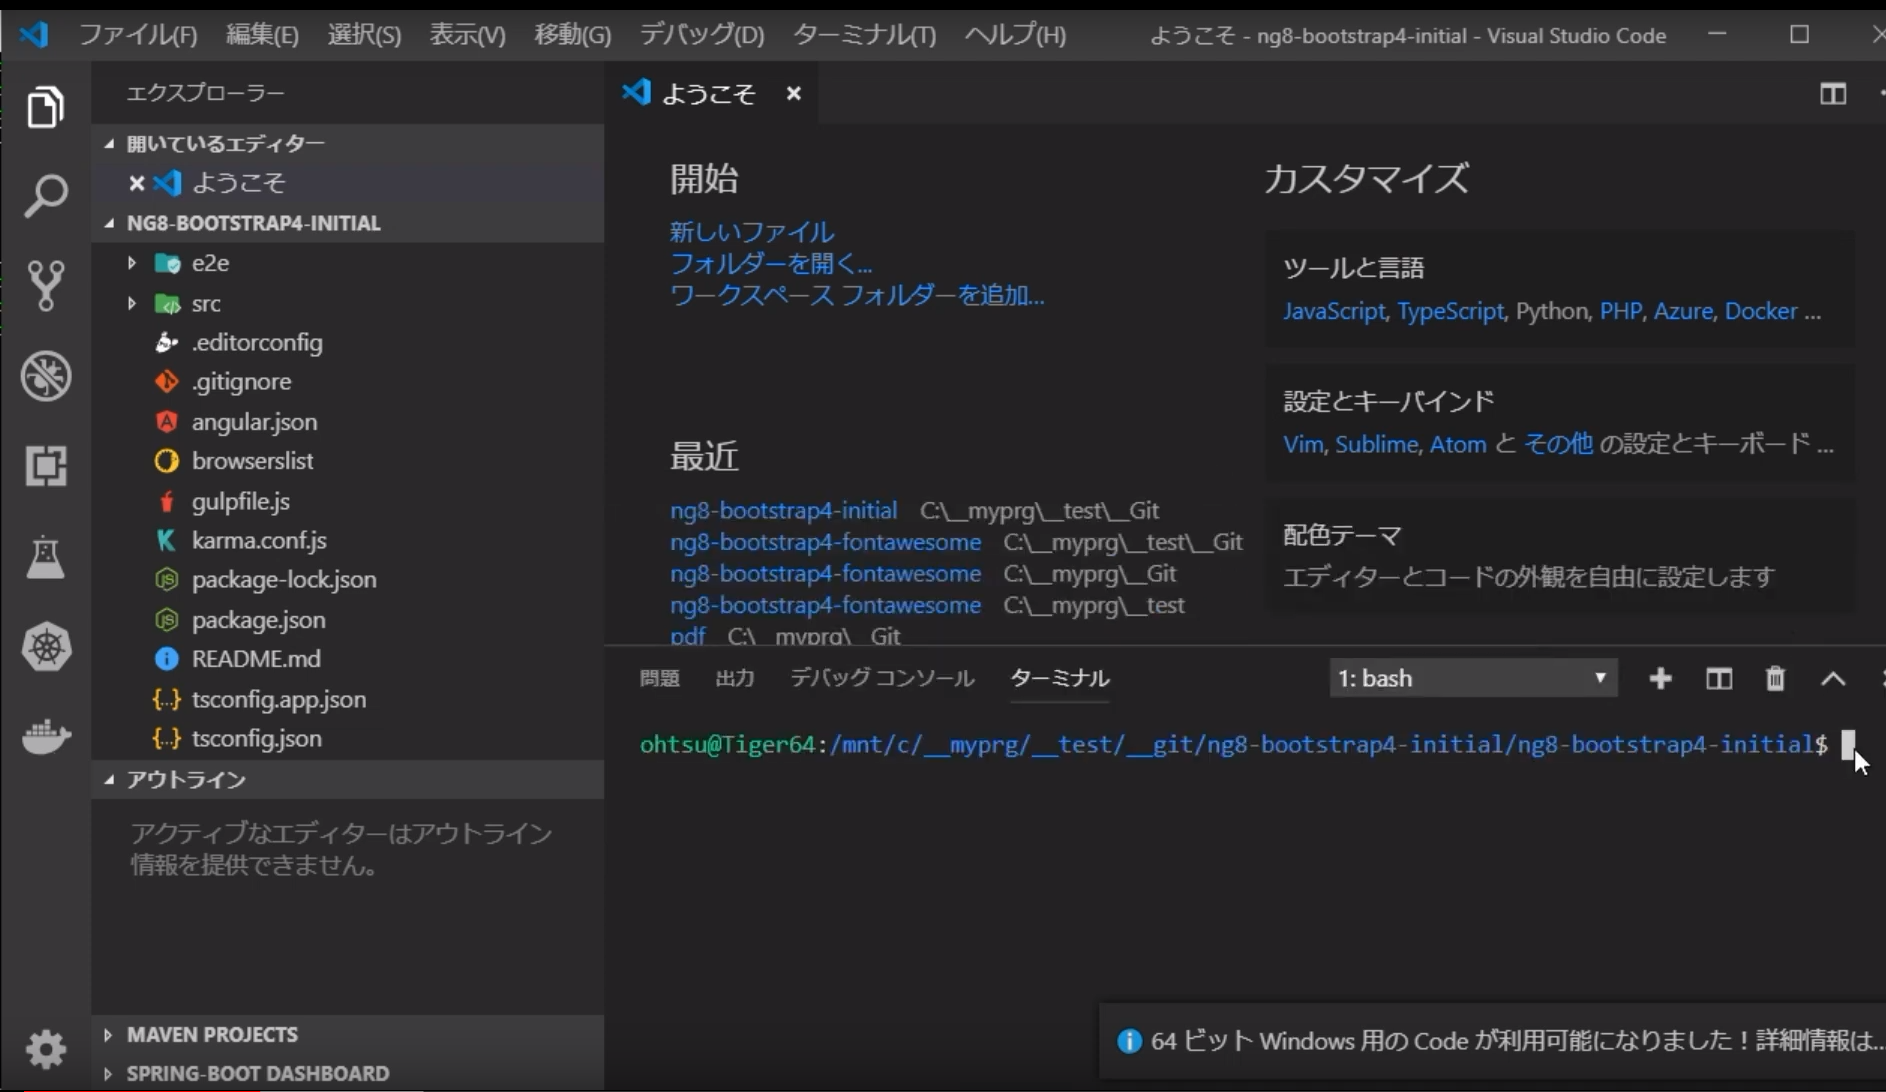 ファイル(F) 編集(E) 選択(S) 表示(V) 移動(G) デバッグ(D) ターミナル(T) ヘルプ(H) ようこそ - ng8-bootstrap4-initial - Visual Studio Code
エクスプローラー
開いているエディター
ようこそ
NG8-BOOTSTRAP4-INITIAL
e2e
src
.editorconfig
.gitignore
angular.json
browserslist
gulpfile.js
karma.conf.js
package-lock.json
package.json
README.md
tsconfig.app.json
tsconfig.json
アウトライン
アクティブなエディターはアウトライン
情報を提供できません。
MAVEN PROJECTS
SPRING-BOOT DASHBOARD
ようこそ
開始
新しいファイル
フォルダーを開く...
ワークスペース フォルダーを追加...
最近
ng8-bootstrap4-initial C:\__myprg\__test\__Git
ng8-bootstrap4-fontawesome C:\__myprg\__test\__Git
ng8-bootstrap4-fontawesome C:\__myprg\__Git
ng8-bootstrap4-fontawesome C:\__myprg\__test
pdf C:\__myprg\__Git
カスタマイズ
ツールと言語
JavaScript, TypeScript, Python, PHP, Azure, Docker ...
設定とキーバインド
Vim, Sublime, Atom と その他 の設定とキーボード ...
配色テーマ
エディターとコードの外観を自由に設定します
問題 出力 デバッグ コンソール ターミナル 1: bash
ohtsu@Tiger64:/mnt/c/__myprg/__test/__git/ng8-bootstrap4-initial/ng8-bootstrap4-initial$
64 ビット Windows 用の Code が利用可能になりました！詳細情報は...